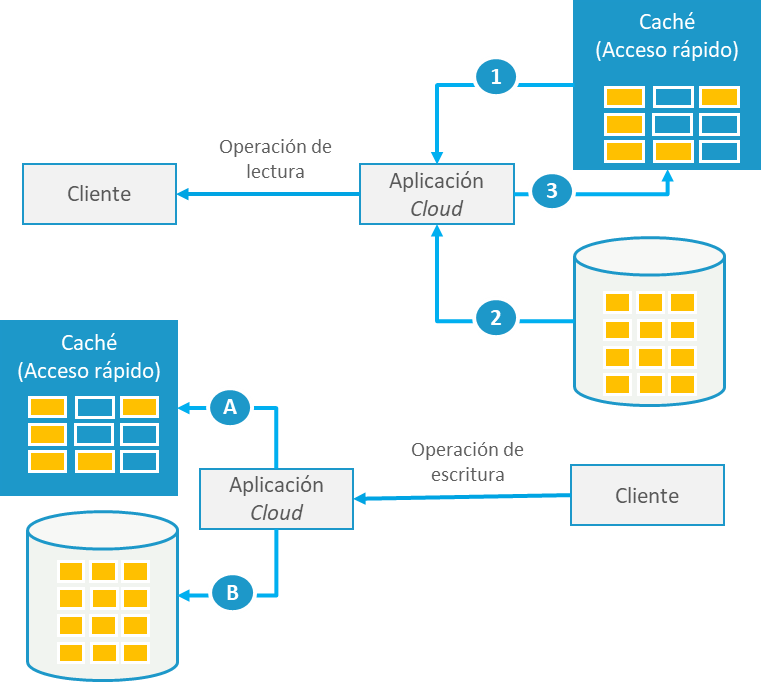 Caché
(Acceso rápido)
1
Operación de
lectura
Cliente
Aplicación
Cloud
3
2
Caché
(Acceso rápido)
A
Operación de
escritura
Aplicación
Cloud
Cliente
B